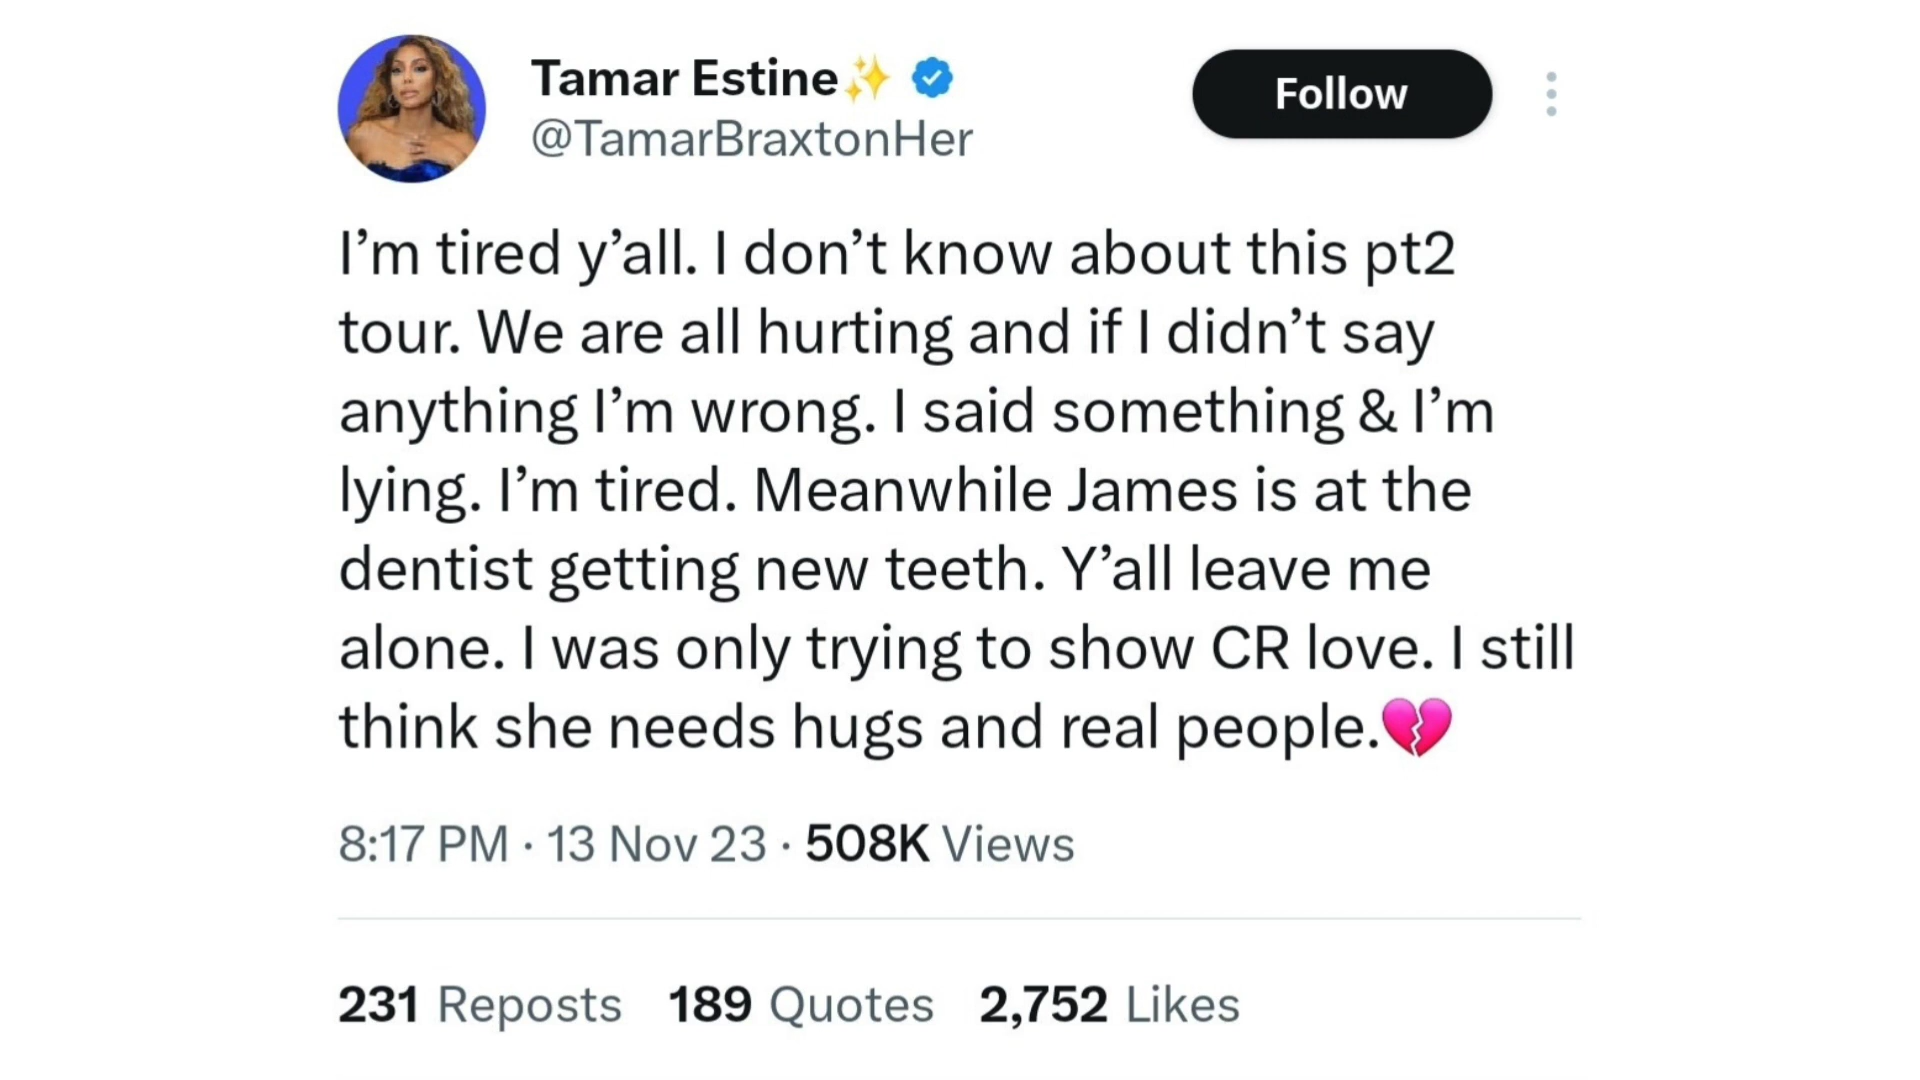 Tamar Estine✨
@TamarBraxtonHer
Follow
I’m tired y’all. I don’t know about this pt2
tour. We are all hurting and if I didn’t say
anything I’m wrong. I said something & I’m
lying. I’m tired. Meanwhile James is at the
dentist getting new teeth. Y’all leave me
alone. I was only trying to show CR love. I still
think she needs hugs and real people.💔
8:17 PM · 13 Nov 23 · 508K Views
231 Reposts 189 Quotes 2,752 Likes